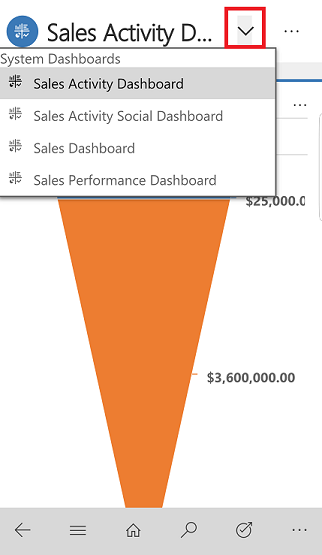 Sales Activity D...
System Dashboards
Sales Activity Dashboard
Sales Activity Social Dashboard
Sales Dashboard
Sales Performance Dashboard
$25,000.0
$3,600,000.00